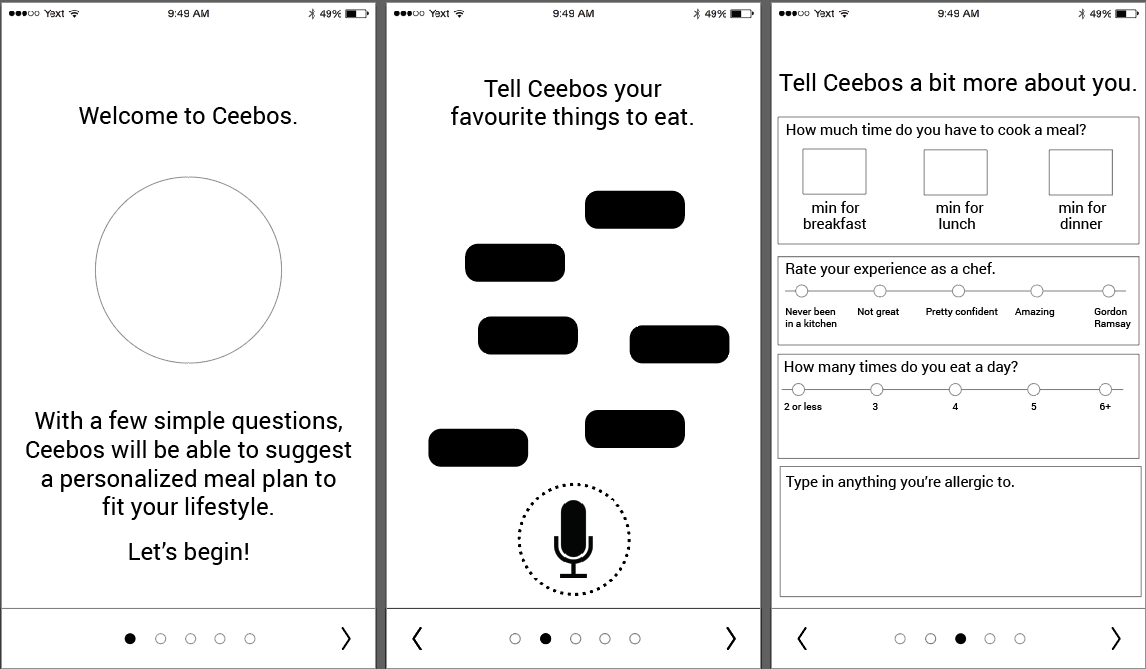 Yext 9:49 AM 49%
Welcome to Ceebos.
With a few simple questions,
Ceebos will be able to suggest
a personalized meal plan to
fit your lifestyle.
Let's begin!
Yext 9:49 AM 49%
Tell Ceebos your
favourite things to eat.
Yext 9:49 AM 49%
Tell Ceebos a bit more about you.
How much time do you have to cook a meal?
min for
breakfast
min for
lunch
min for
dinner
Rate your experience as a chef.
Never been
in a kitchen
Not great
Pretty confident
Amazing
Gordon
Ramsay
How many times do you eat a day?
2 or less 3 4 5 6+
Type in anything you're allergic to.